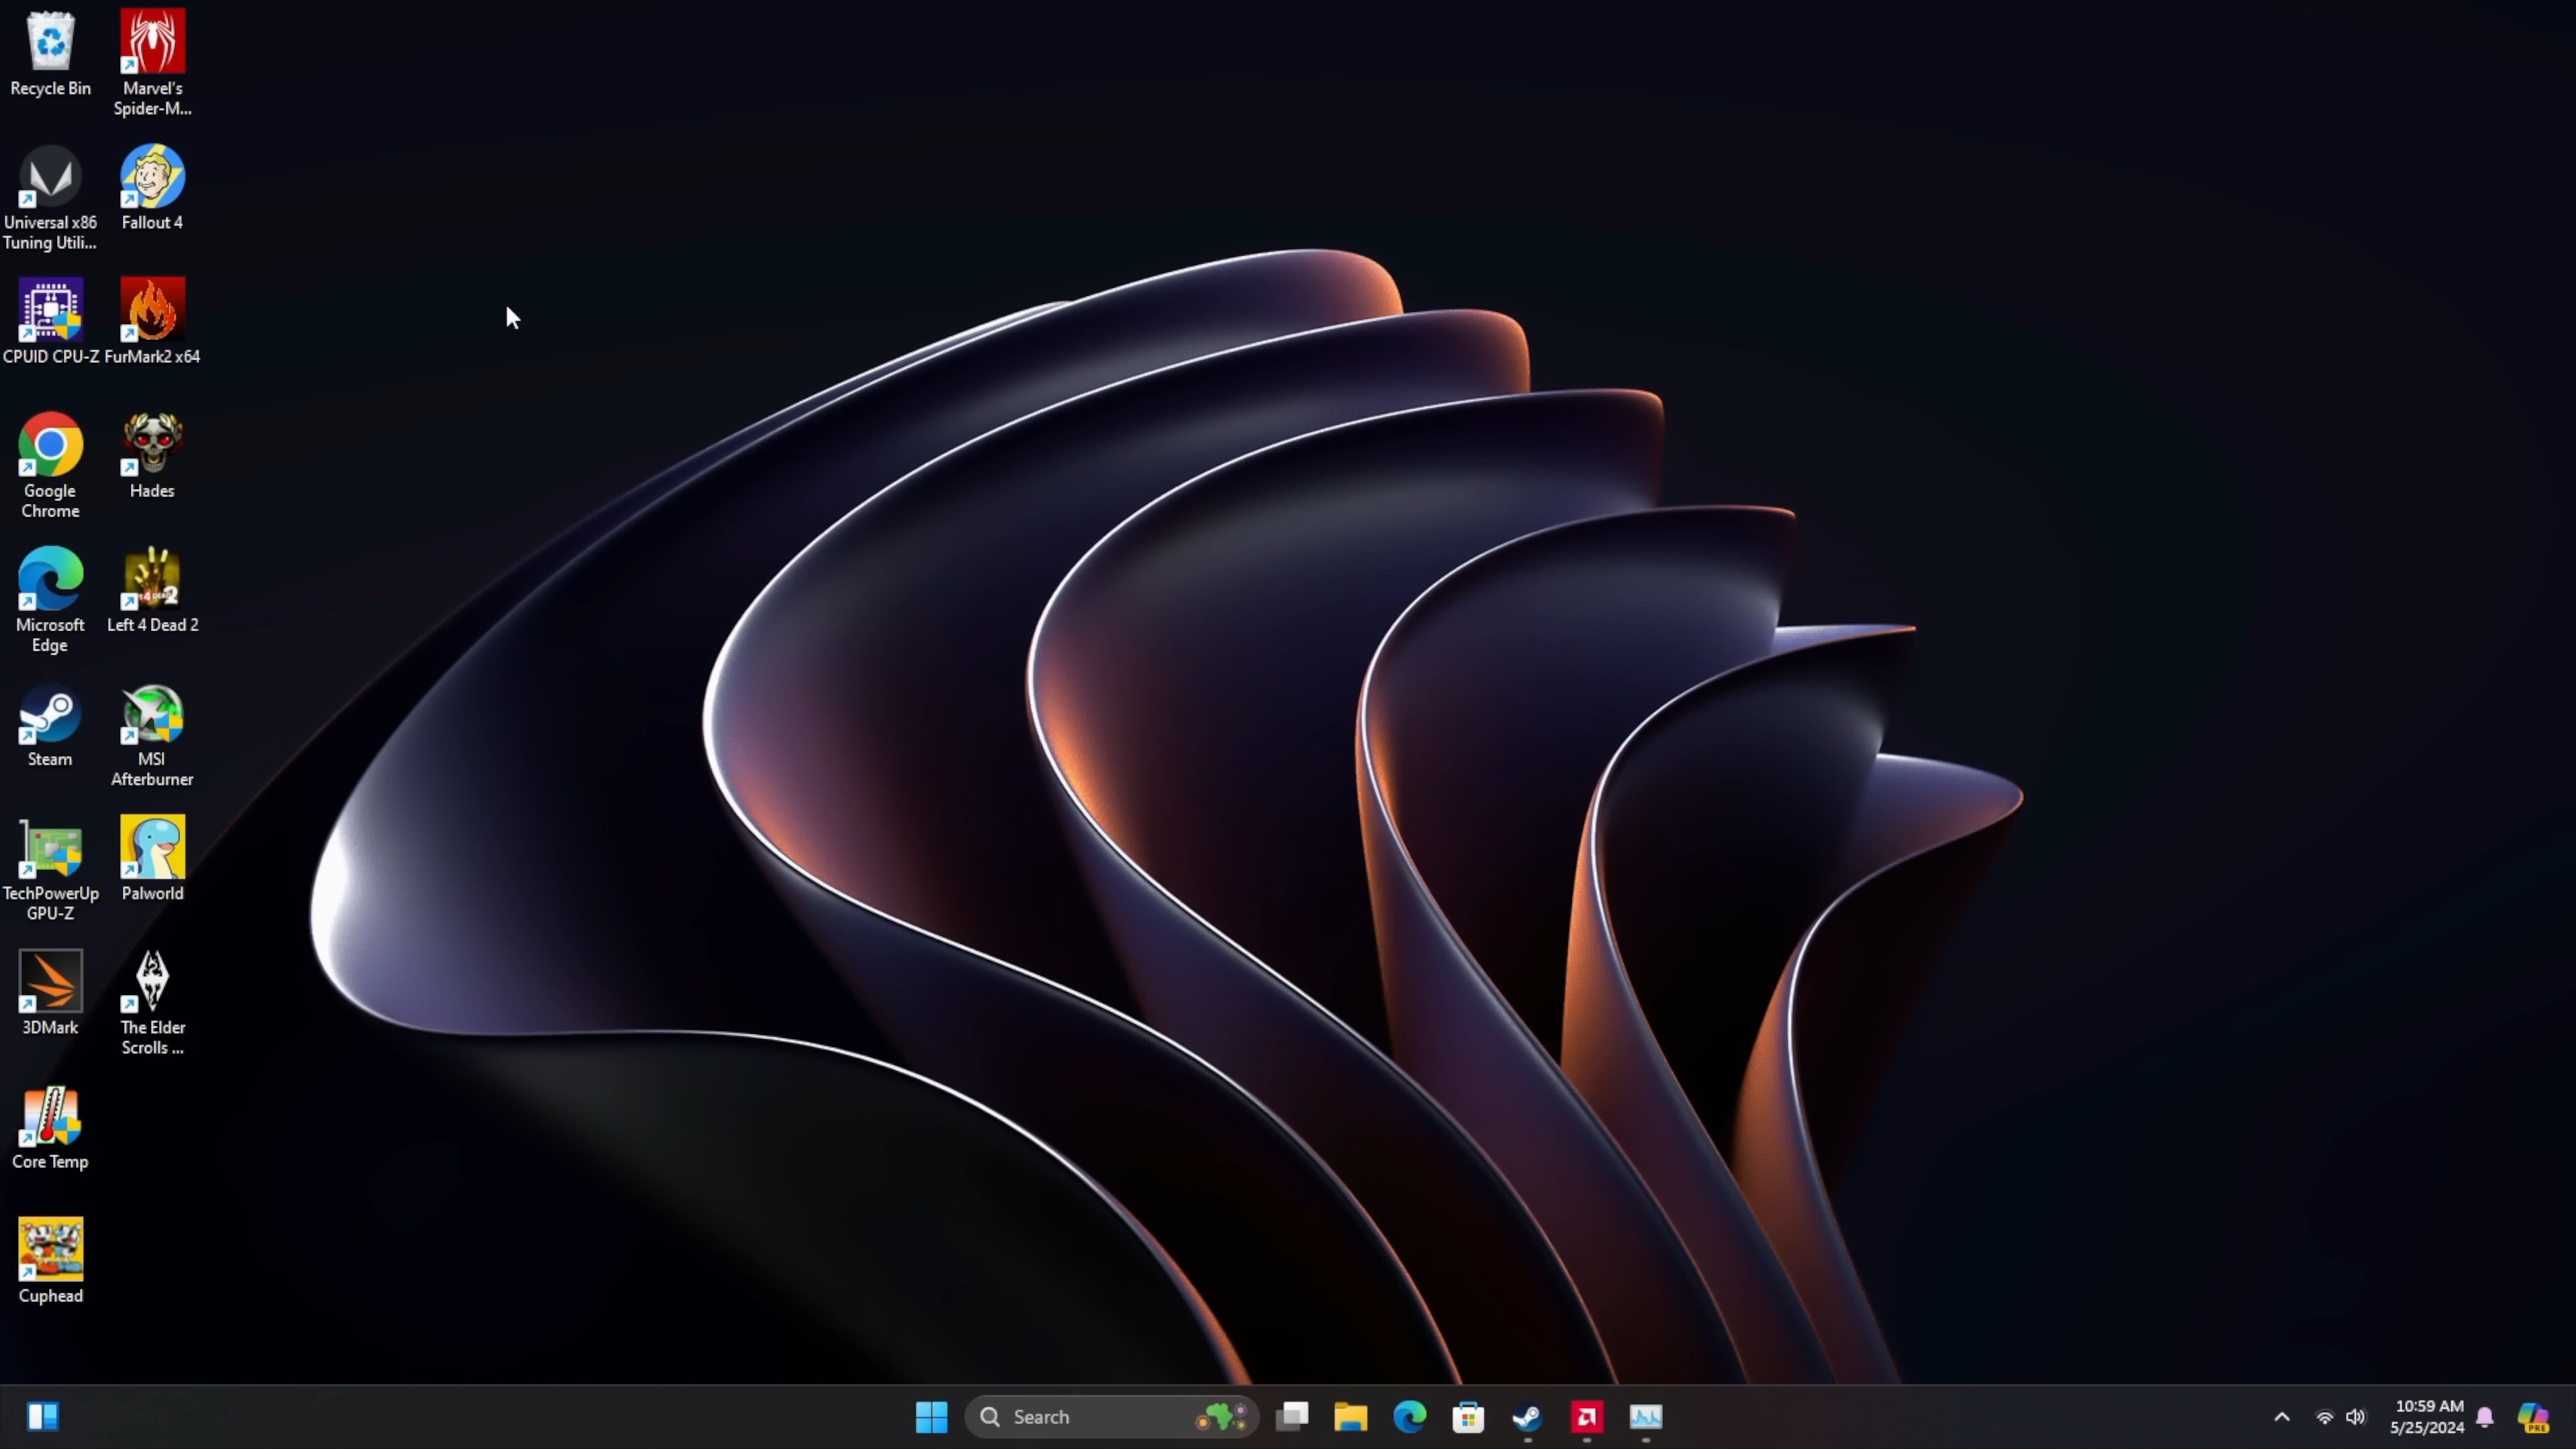 Recycle Bin
Marvel's
Spider-M...
Universal x86
Tuning Utili...
Fallout 4
CPUID CPU-Z
FurMark2 x64
Google
Chrome
Hades
Microsoft
Edge
Left 4 Dead 2
Steam
MSI
Afterburner
TechPowerUp
GPU-Z
Palworld
3DMark
The Elder
Scrolls ...
Core Temp
Cuphead
Search
10:59 AM
5/25/2024
PRE